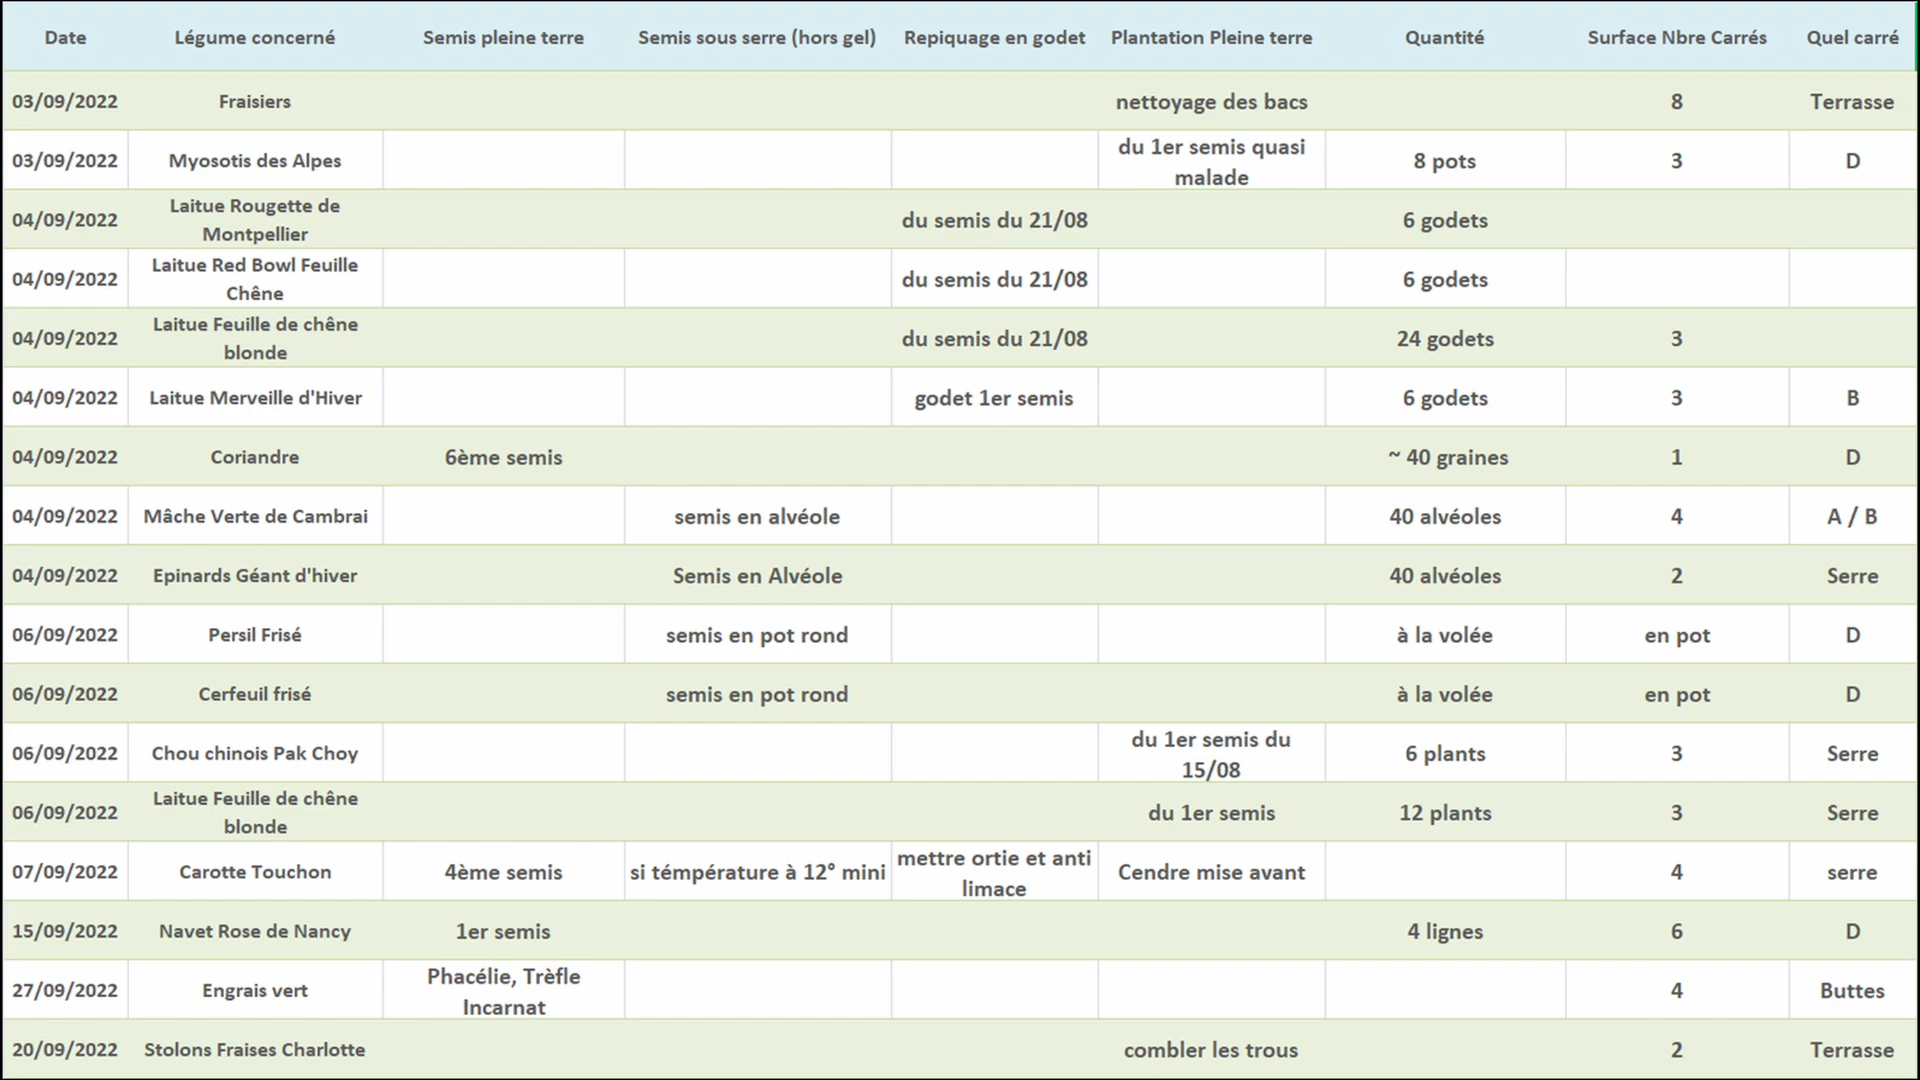 Date Légume concerné Semis pleine terre Semis sous serre (hors gel) Repiquage en godet Plantation Pleine terre Quantité Surface Nbre Carrés Quel carré
03/09/2022 Fraisiers nettoyage des bacs 8 Terrasse
03/09/2022 Myosotis des Alpes du 1er semis quasi malade 8 pots 3 D
04/09/2022 Laitue Rougette de Montpellier du semis du 21/08 6 godets
04/09/2022 Laitue Red Bowl Feuille Chêne du semis du 21/08 6 godets
04/09/2022 Laitue Feuille de chêne blonde du semis du 21/08 24 godets 3
04/09/2022 Laitue Merveille d'Hiver godet 1er semis 6 godets 3 B
04/09/2022 Coriandre 6ème semis ~ 40 graines 1 D
04/09/2022 Mâche Verte de Cambrai semis en alvéole 40 alvéoles 4 A / B
04/09/2022 Epinards Géant d'hiver Semis en Alvéole 40 alvéoles 2 Serre
06/09/2022 Persil Frisé semis en pot rond à la volée en pot D
06/09/2022 Cerfeuil frisé semis en pot rond à la volée en pot D
06/09/2022 Chou chinois Pak Choy du 1er semis du 15/08 6 plants 3 Serre
06/09/2022 Laitue Feuille de chêne blonde du 1er semis 12 plants 3 Serre
07/09/2022 Carotte Touchon 4ème semis si témpérature à 12° mini mettre ortie et anti limace Cendre mise avant 4 serre
15/09/2022 Navet Rose de Nancy 1er semis 4 lignes 6 D
27/09/2022 Engrais vert Phacélie, Trèfle Incarnat 4 Buttes
20/09/2022 Stolons Fraises Charlotte combler les trous 2 Terrasse